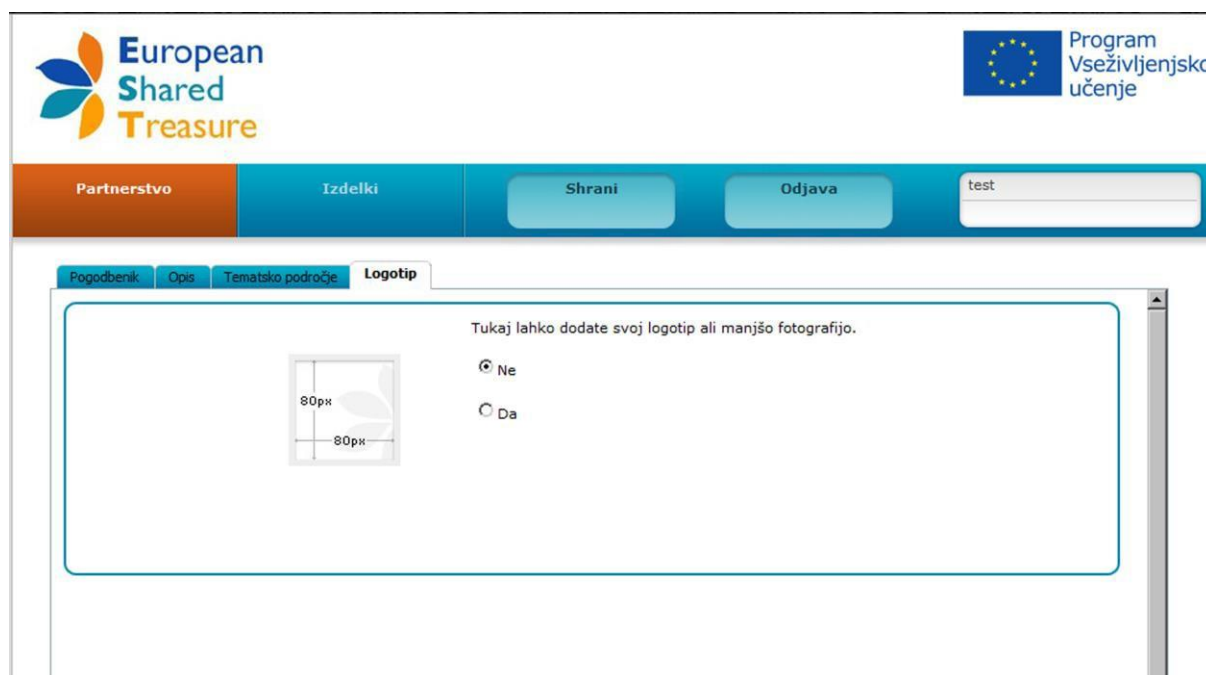 European
Shared
Treasure
Program
Vseživljenjsko
učenje
Partnerstvo
Izdelki
Shrani
Odjava
test
Pogodbenik
Opis
Tematsko področje
Logotip
Tukaj lahko dodate svoj logotip ali manjšo fotografijo.
Ne
80px
Da
80px